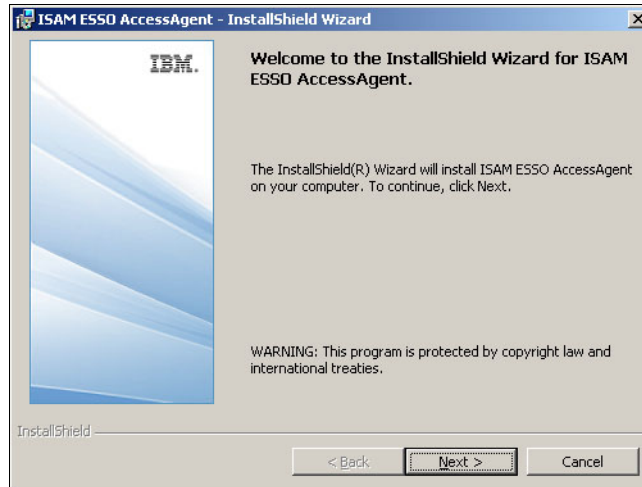 ISAM ESSO AccessAgent - InstallShield Wizard
IBM.
Welcome to the InstallShield Wizard for ISAM
ESSO AccessAgent.
The InstallShield(R) Wizard will install ISAM ESSO AccessAgent
on your computer. To continue, click Next.
WARNING: This program is protected by copyright law and
international treaties.
InstallShield
< Back
Next >
Cancel